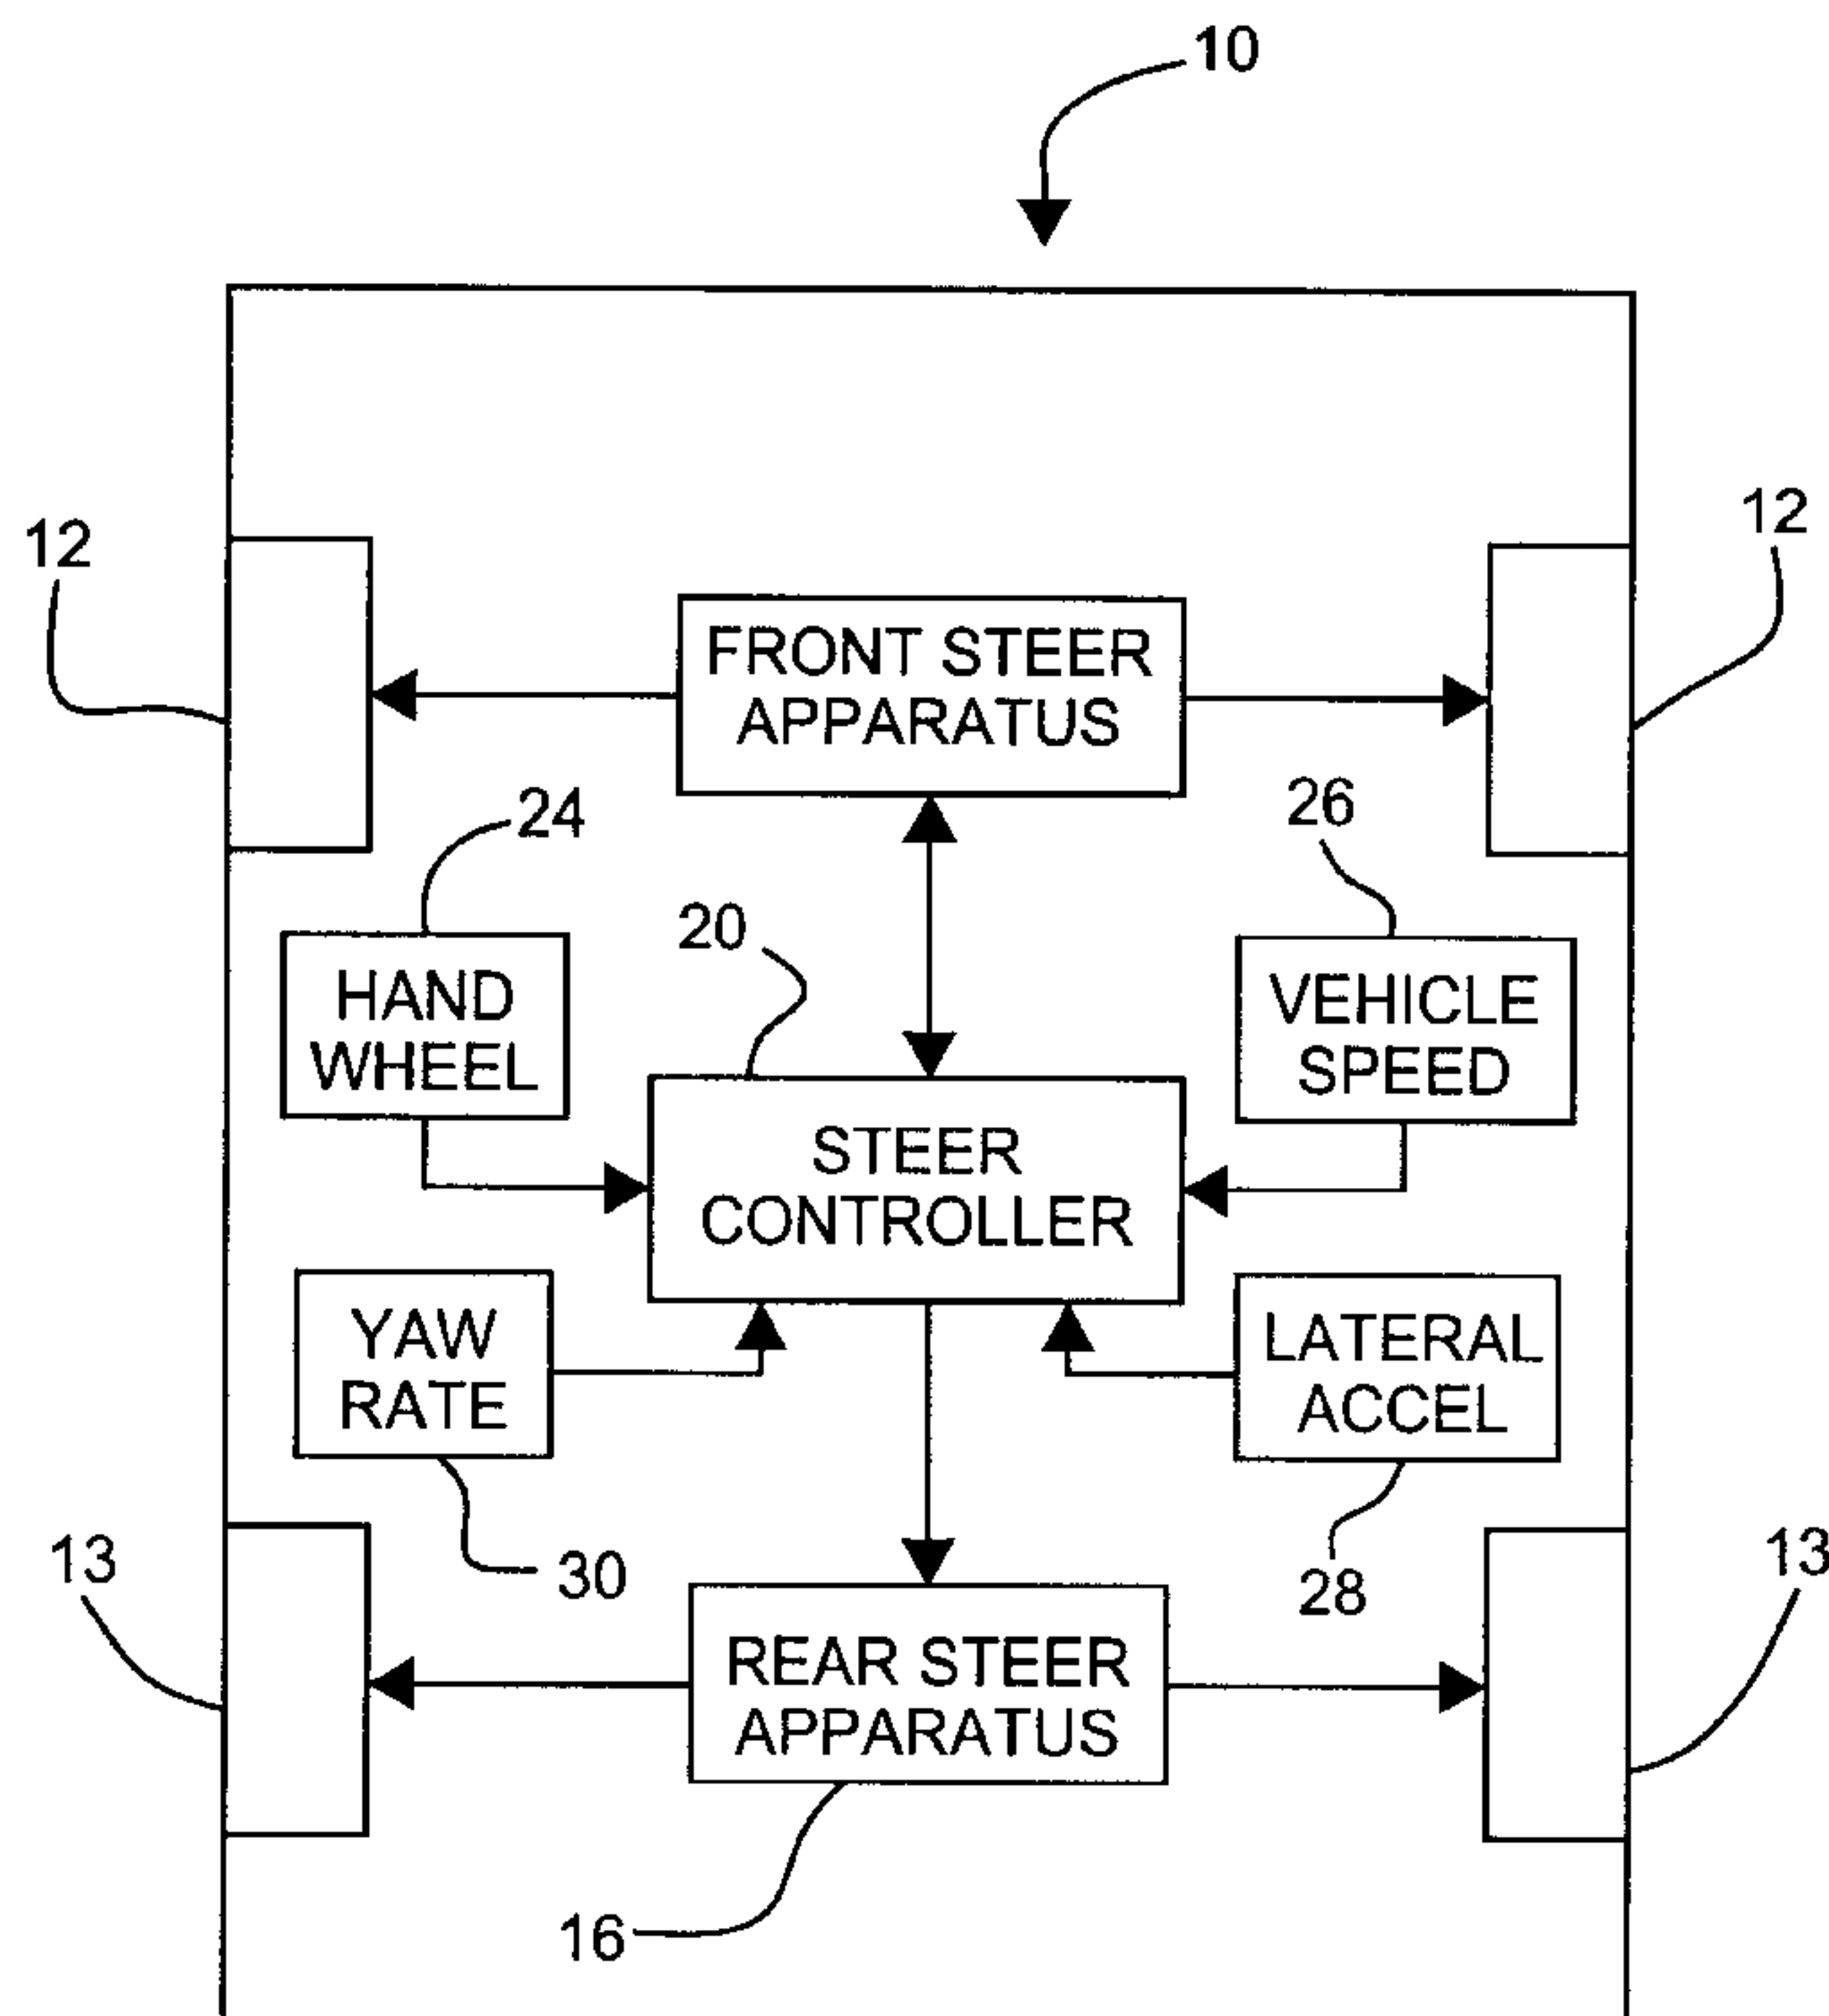 10
12
12
FRONT STEER
APPARATUS
24
26
20
HAND
WHEEL
VEHICLE
SPEED
STEER
CONTROLLER
YAW
RATE
LATERAL
ACCEL
13
30
28
13
REAR STEER
APPARATUS
16